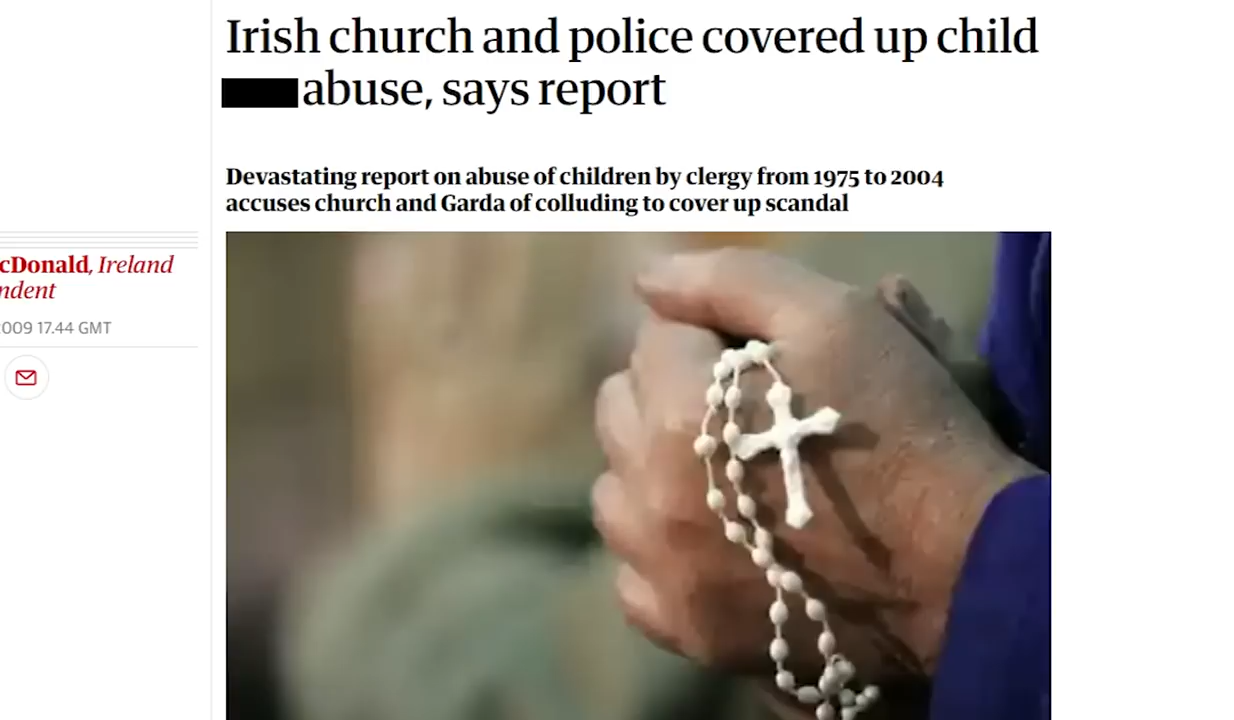 Irish church and police covered up child
abuse, says report
Devastating report on abuse of children by clergy from 1975 to 2004
accuses church and Garda of colluding to cover up scandal
cDonald, Ireland
ndent
2009 17.44 GMT